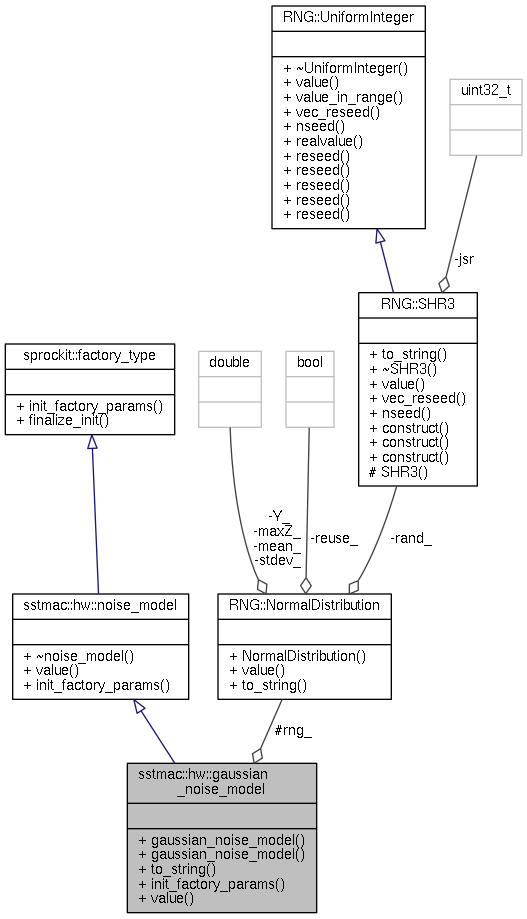 RNG::UniformInteger
+ ~UniformInteger()
+ value()
+ value_in_range()
+ vec_reseed()
+ nseed()
+ realvalue()
+ reseed()
+ reseed()
+ reseed()
+ reseed()
+ reseed()
uint32_t
-jsr
RNG::SHR3
+ to_string()
+ ~SHR3()
+ value()
+ vec_reseed()
+ nseed()
+ construct()
+ construct()
+ construct()
# SHR3()
sprockit::factory_type
+ init_factory_params()
+ finalize_init()
double
bool
-Y_
-maxZ_
-mean_
-stdev_
-reuse_
-rand_
sstmac::hw::noise_model
+ ~noise_model()
+ value()
+ init_factory_params()
RNG::NormalDistribution
+ NormalDistribution()
+ value()
+ to_string()
#rng_
sstmac::hw::gaussian
_noise_model
+ gaussian_noise_model()
+ gaussian_noise_model()
+ to_string()
+ init_factory_params()
+ value()